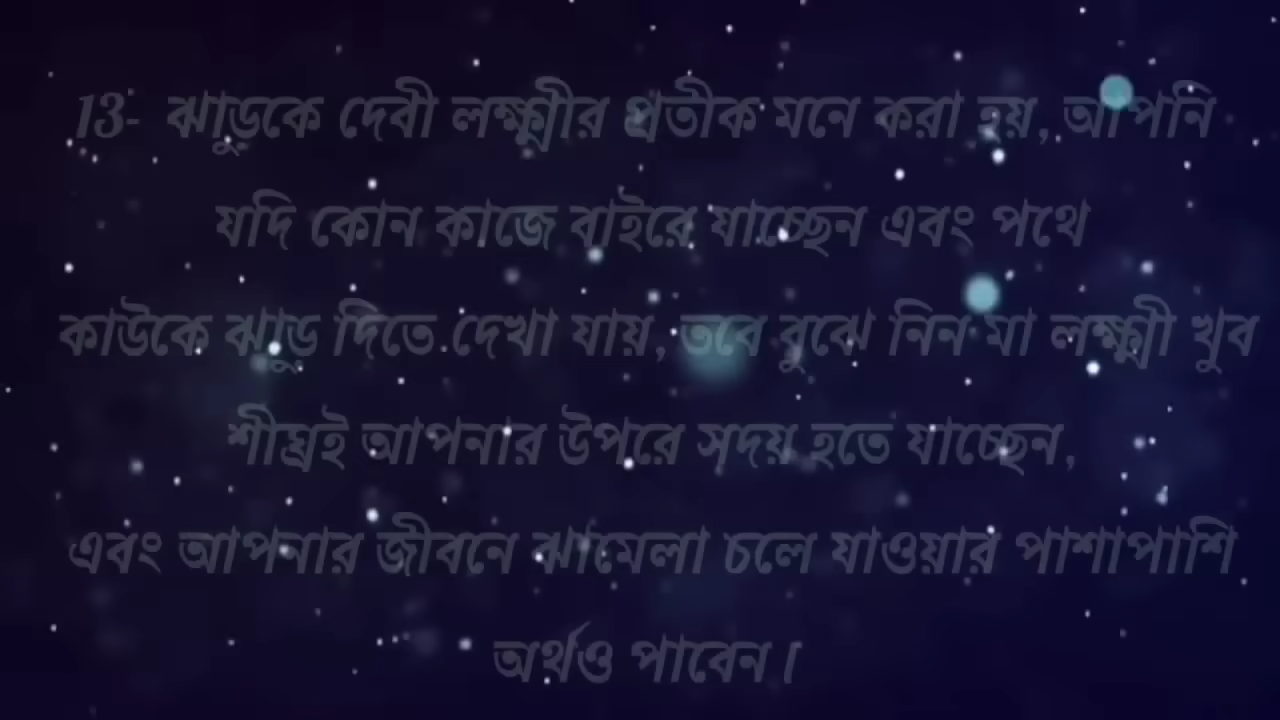 13- ঝাড়ুকে দেবী লক্ষ্মীর প্রতীক মনে করা হয়, আপনি
যদি কোন কাজে বাইরে যাচ্ছেন এবং পথে
কাউকে ঝাড়ু দিতে দেখা যায়, তবে বুঝে নিন মা লক্ষ্মী খুব
শীঘ্রই আপনার উপরে সদয় হতে যাচ্ছেন,
এবং আপনার জীবনে ঝামেলা চলে যাওয়ার পাশাপাশি
অর্থও পাবেন।